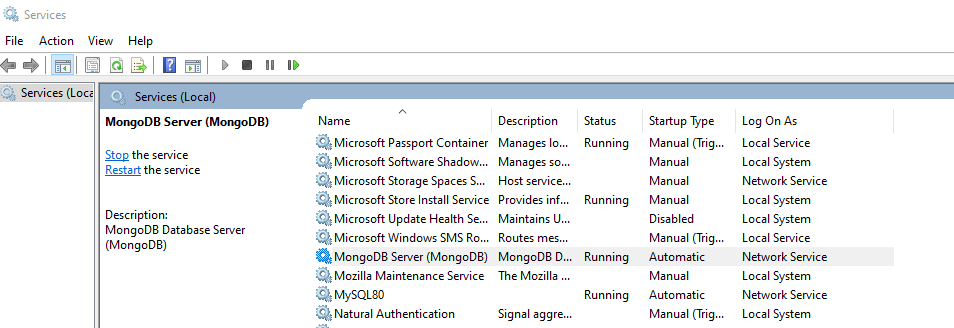 Services
File Action View Help
Services (Loca
Services (Local)
MongoDB Server (MongoDB)
Stop the service
Restart the service
Description:
MongoDB Database Server
(MongoDB)
Name Description Status Startup Type Log On As
Microsoft Passport Container Manages lo... Running Manual (Trig... Local Service
Microsoft Software Shadow... Manages so... Manual Local System
Microsoft Storage Spaces S... Host service... Manual Network Service
Microsoft Store Install Service Provides inf... Running Manual Local System
Microsoft Update Health Se... Maintains U... Disabled Local System
Microsoft Windows SMS Ro... Routes mes... Manual (Trig... Local Service
MongoDB Server (MongoDB) MongoDB D... Running Automatic Network Service
Mozilla Maintenance Service The Mozilla ... Manual Local System
MySQL80 Running Automatic Network Service
Natural Authentication Signal aggre... Manual (Trig... Local System